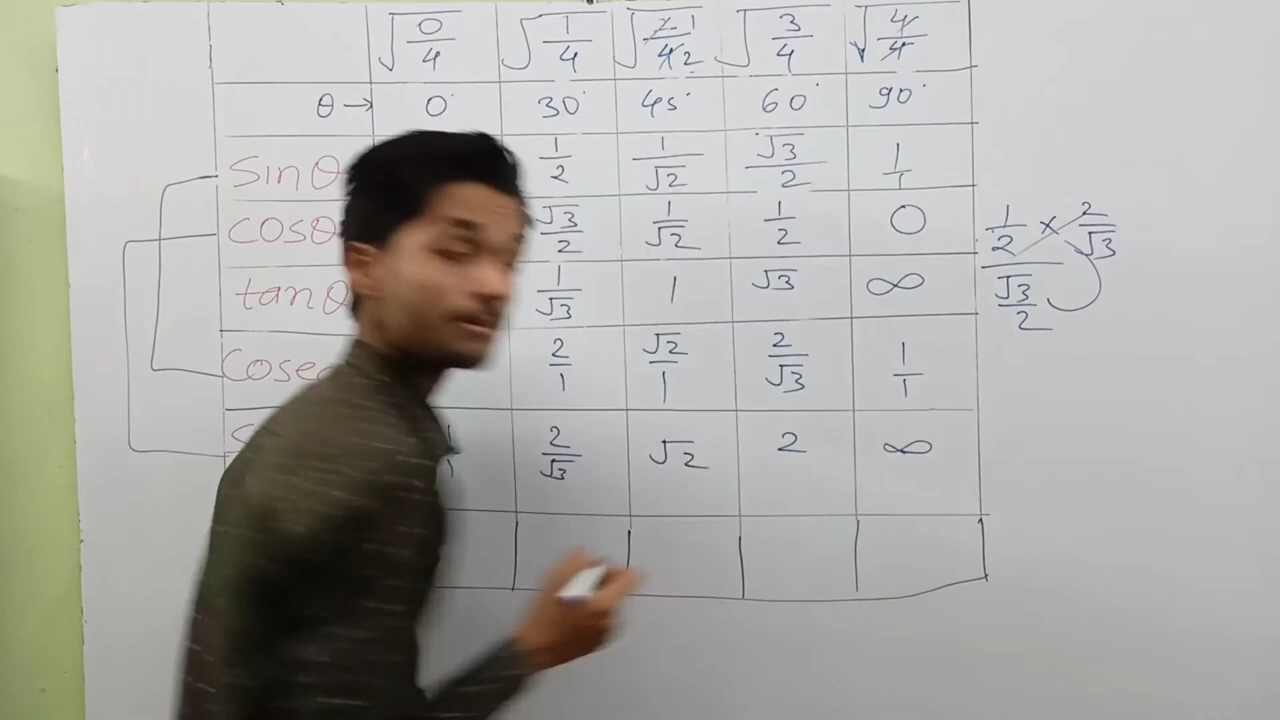 √0/4 √1/4 √2 1/4 2 √3/4 √4/4
θ → 0° 30° 45° 60° 90°
Sinθ 1/2 1/√2 √3/2 1/1
cosθ √3/2 1/√2 1/2 0
tanθ 1/√3 1 √3 ∞
Cosec 2/1 √2/1 2/√3 1/1
2/√3 √2 2 ∞
1/2 × 2/√3
√3/2